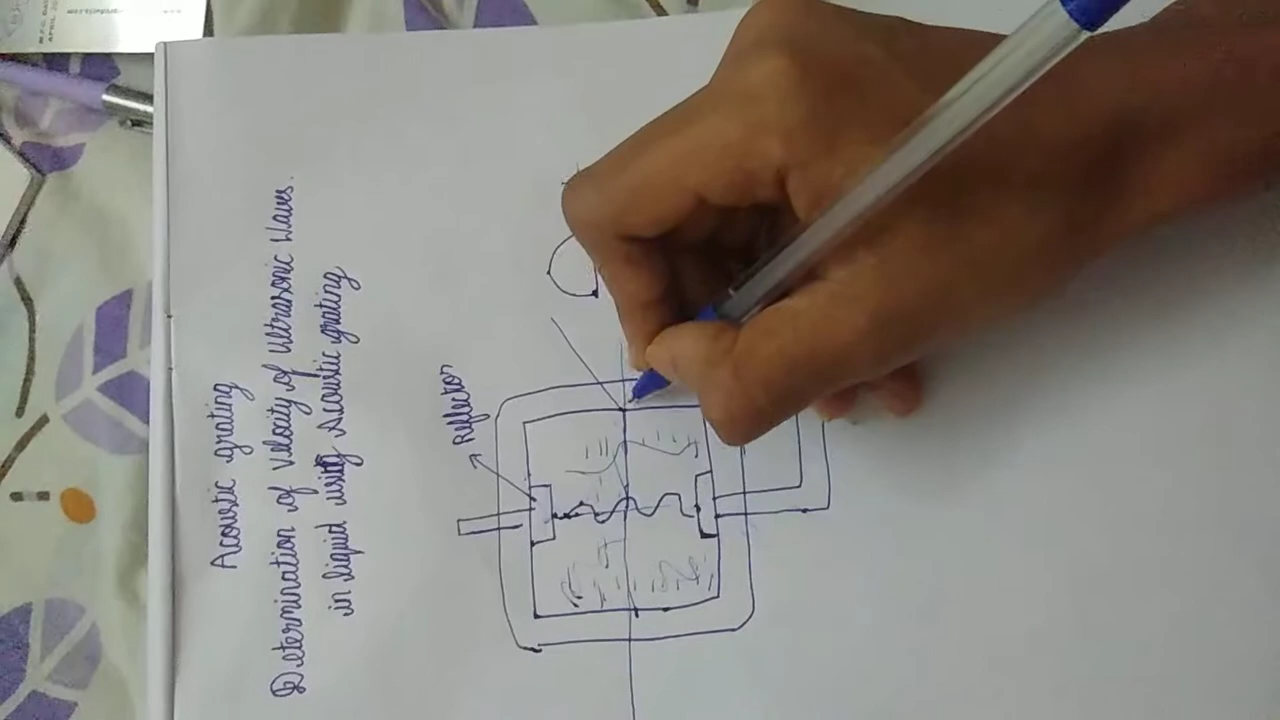 Acoustic grating
Determination of velocity of ultrasonic waves.
in liquid using Acoustic grating
Reflector